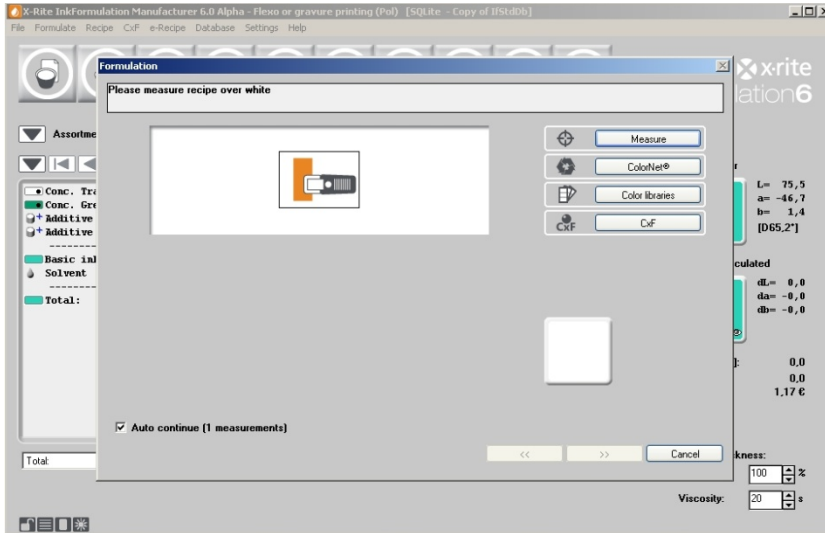 X-Rite InkFormulation Manufacturer 6.0 Alpha - Flexo or gravure printing (Pol) [SQLite - Copy of IfStdDb]
File Formulate Recipe CxF e-Recipe Database Settings Help
Formulation
Please measure recipe over white
x·rite
lation6
Assortme
Measure
ColorNet®
Color libraries
CxF
CxF
r
L= 75,5
a= -46,7
b= 1,4
[D65,2°]
Conc. Tra
Conc. Gre
Additive
Additive
Basic ink
Solvent
Total:
culated
dL= 0,0
da= -0,0
db= -0,0
]: 0,0
0,0
1,17 €
Auto continue (1 measurements)
<< >> Cancel
Total:
kness:
100 %
Viscosity: 20 s